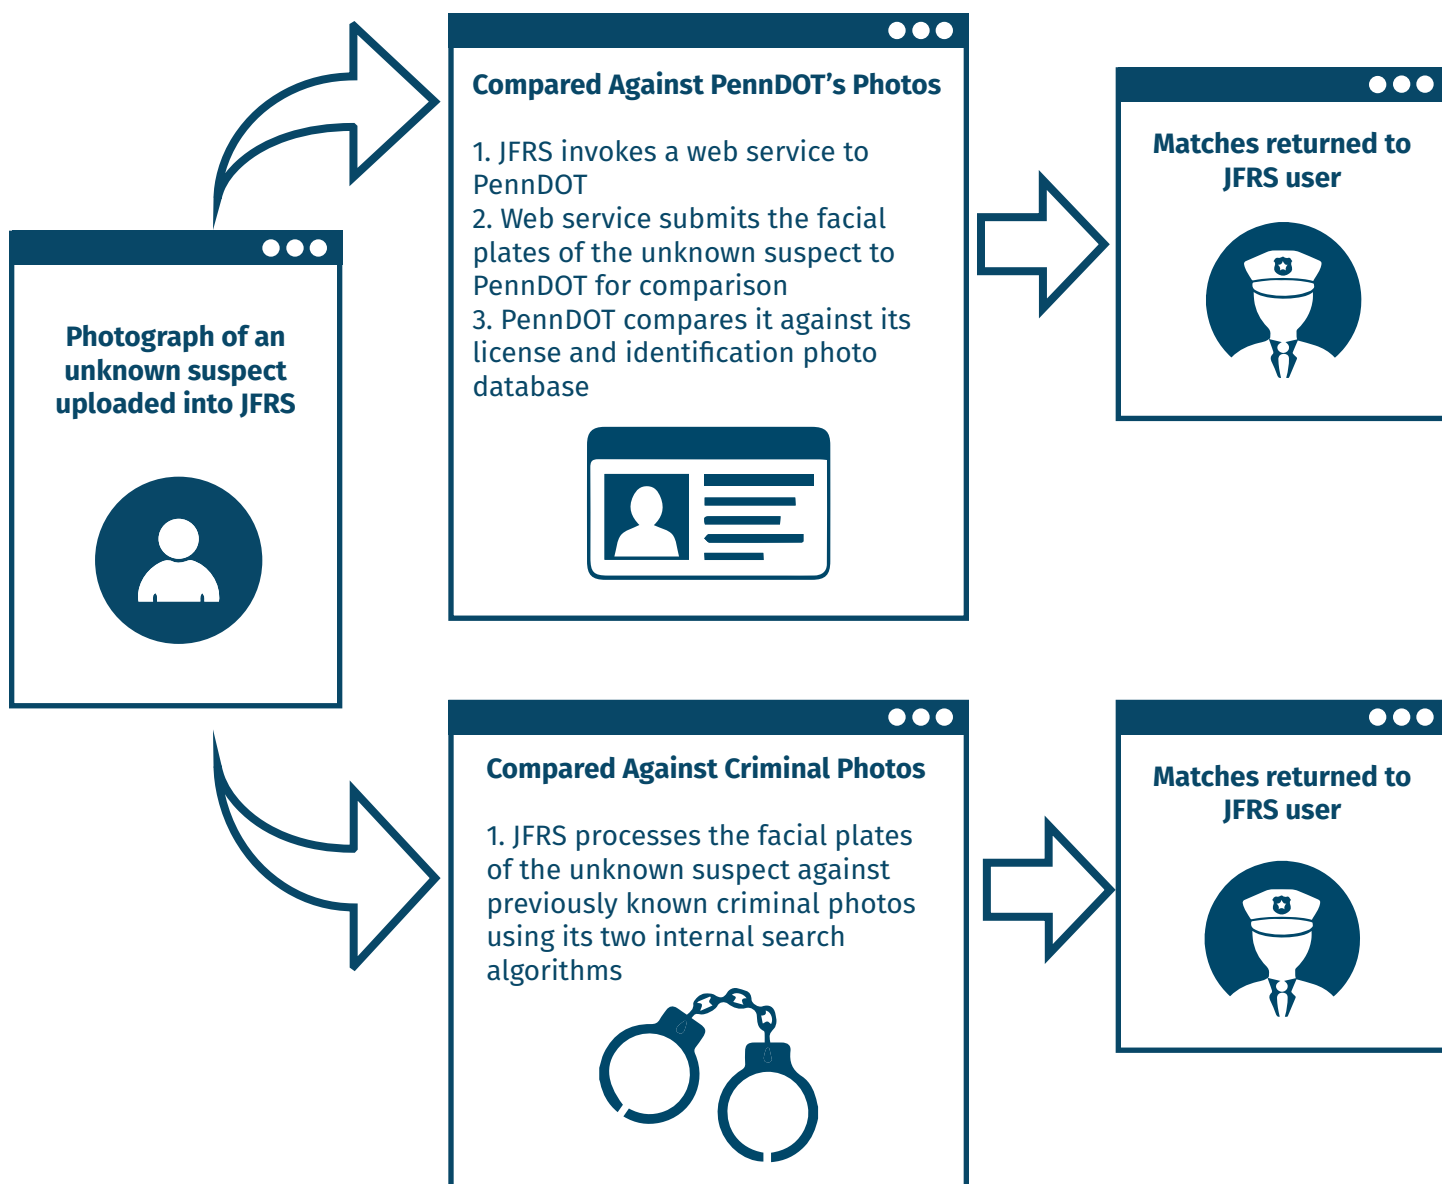 Photograph of an
unknown suspect
uploaded into JFRS
Compared Against PennDOT’s Photos
1. JFRS invokes a web service to
PennDOT
2. Web service submits the facial
plates of the unknown suspect to
PennDOT for comparison
3. PennDOT compares it against its
license and identification photo
database
Matches returned to
JFRS user
Compared Against Criminal Photos
1. JFRS processes the facial plates
of the unknown suspect against
previously known criminal photos
using its two internal search
algorithms
Matches returned to
JFRS user